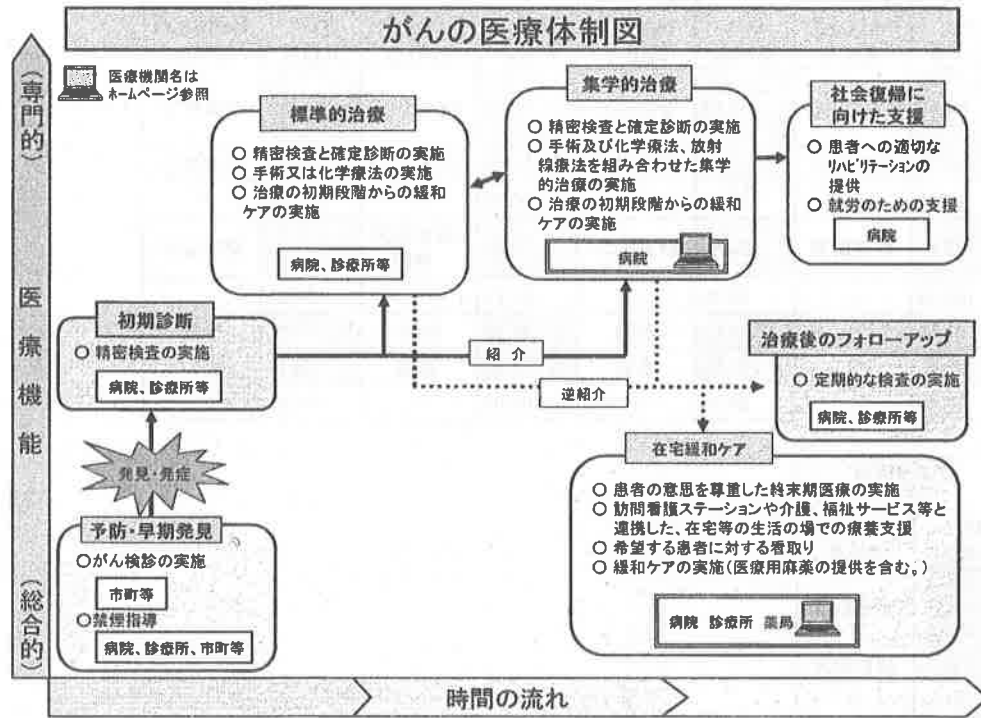 がんの医療体制図
(専門的)
医療機能
(総合的)
医療機関名は
ホームページ参照
標準的治療
○ 精密検査と確定診断の実施
○ 手術又は化学療法の実施
○ 治療の初期段階からの緩和
ケアの実施
病院、診療所等
集学的治療
○ 精密検査と確定診断の実施
○ 手術及び化学療法、放射
線療法を組み合わせた集学
的治療の実施
○ 治療の初期段階からの緩和
ケアの実施
病院
社会復帰に
向けた支援
○ 患者への適切な
リハビリテーションの
提供
○ 就労のための支援
病院
初期診断
○ 精密検査の実施
病院、診療所等
紹介
逆紹介
治療後のフォローアップ
○ 定期的な検査の実施
病院、診療所等
発見・発症
在宅緩和ケア
○ 患者の意思を尊重した終末期医療の実施
○ 訪問看護ステーションや介護、福祉サービス等と
連携した、在宅等の生活の場での療養支援
○ 希望する患者に対する看取り
○ 緩和ケアの実施(医療用麻薬の提供を含む。)
病院 診療所 薬局
予防・早期発見
○がん検診の実施
市町等
○禁煙指導
病院、診療所、市町等
時間の流れ